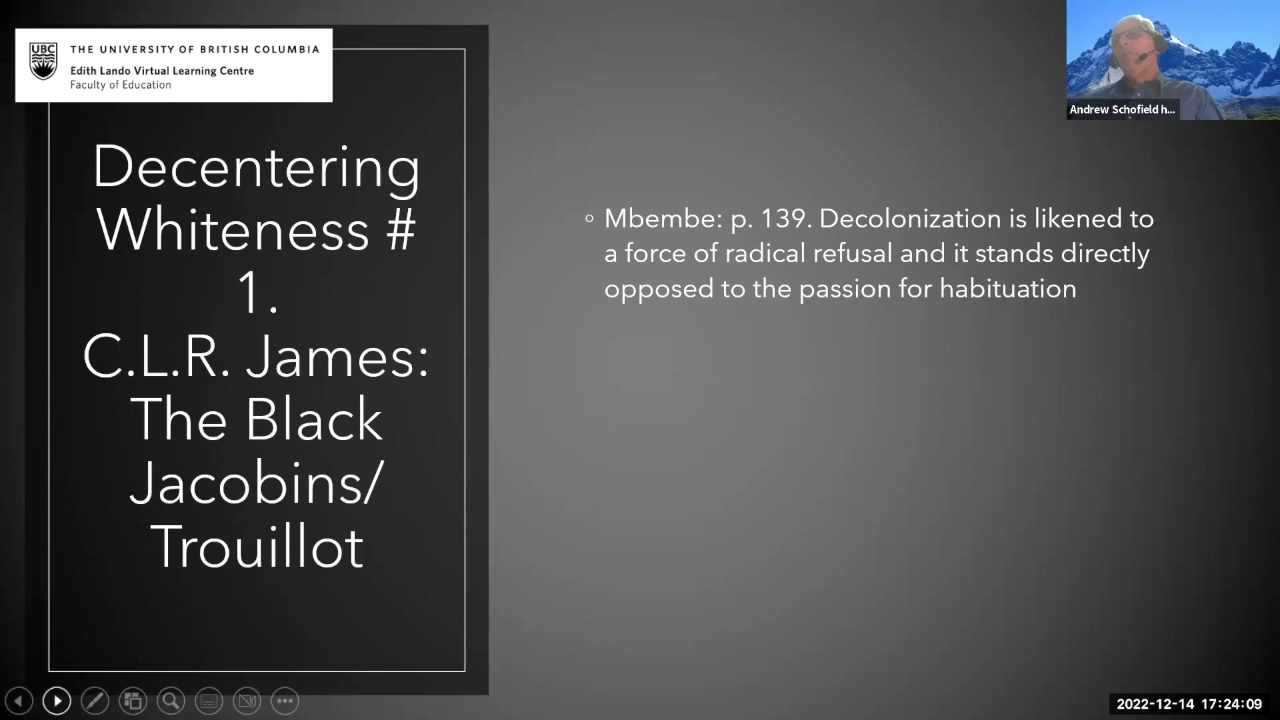 UBC
THE UNIVERSITY OF BRITISH COLUMBIA
Edith Lando Virtual Learning Centre
Faculty of Education
Decentering
Whiteness #
1.
C.L.R. James:
The Black
Jacobins/
Trouillot
◦ Mbembe: p. 139. Decolonization is likened to
a force of radical refusal and it stands directly
opposed to the passion for habituation
Andrew Schofield h...
2022-12-14 17:24:09